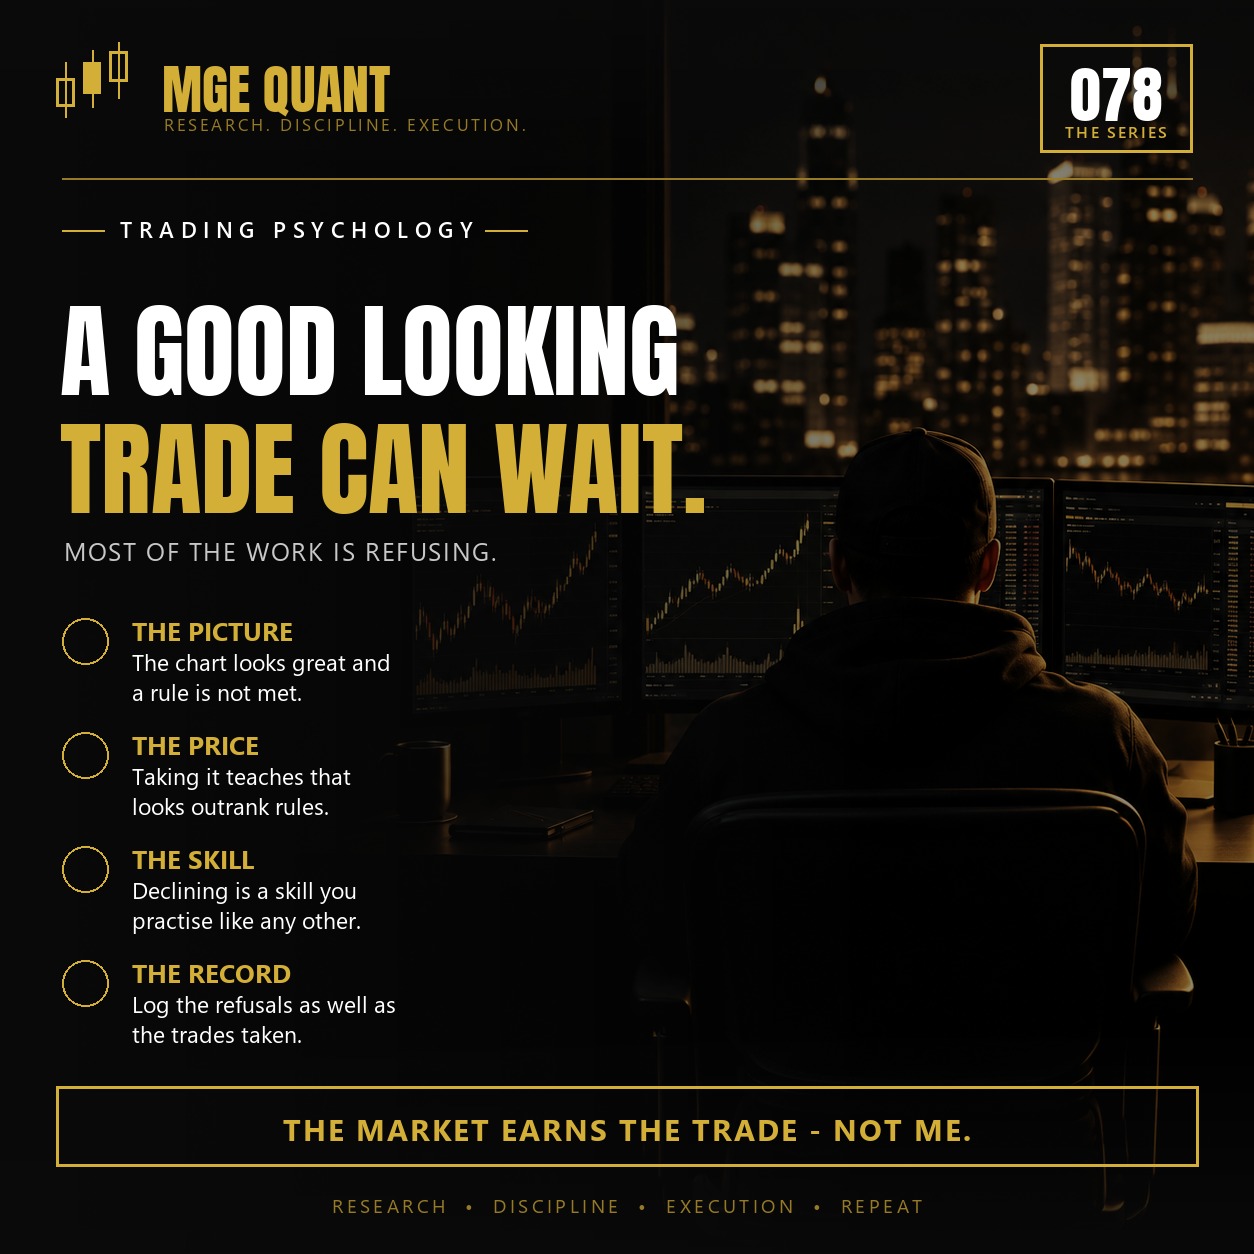 MGE QUANT
RESEARCH. DISCIPLINE. EXECUTION.
078
THE SERIES
TRADING PSYCHOLOGY
A GOOD LOOKING
TRADE CAN WAIT.
MOST OF THE WORK IS REFUSING.
THE PICTURE
The chart looks great and
a rule is not met.
THE PRICE
Taking it teaches that
looks outrank rules.
THE SKILL
Declining is a skill you
practise like any other.
THE RECORD
Log the refusals as well as
the trades taken.
THE MARKET EARNS THE TRADE - NOT ME.
RESEARCH • DISCIPLINE • EXECUTION • REPEAT